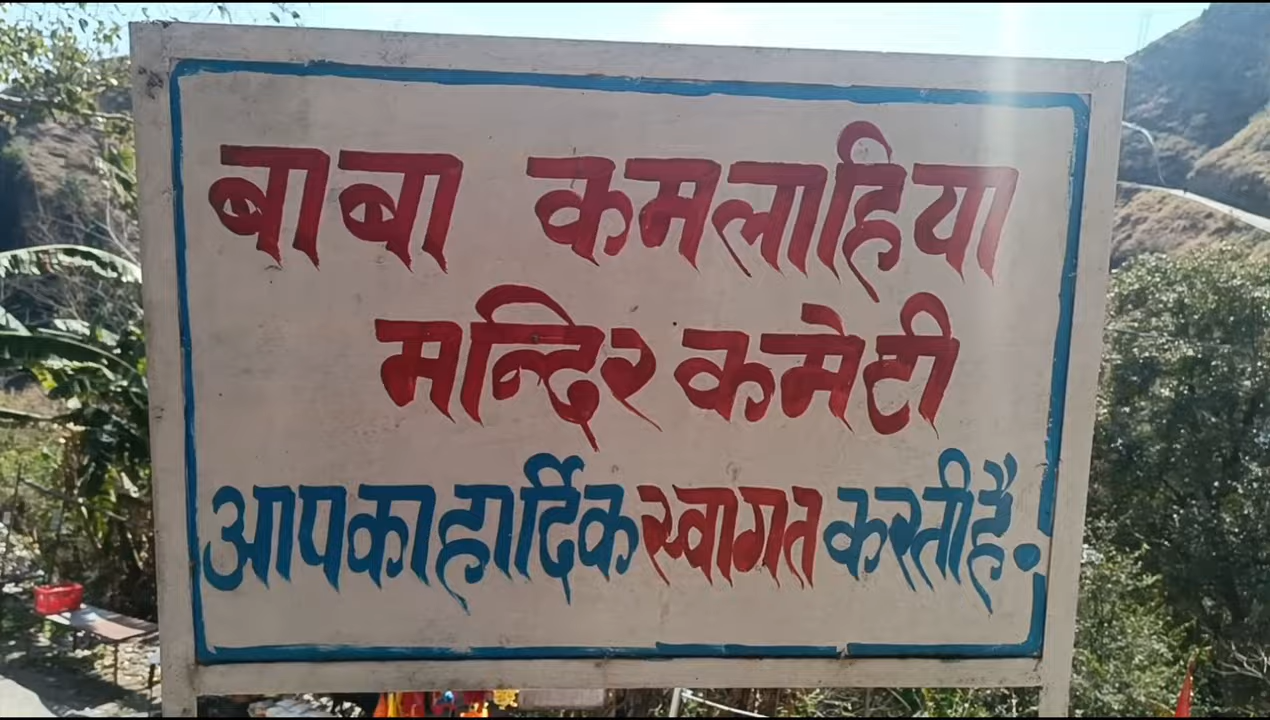 बाबा कमलाहिया
मन्दिर कमेटी
आपका हार्दिक स्वागत करती है.